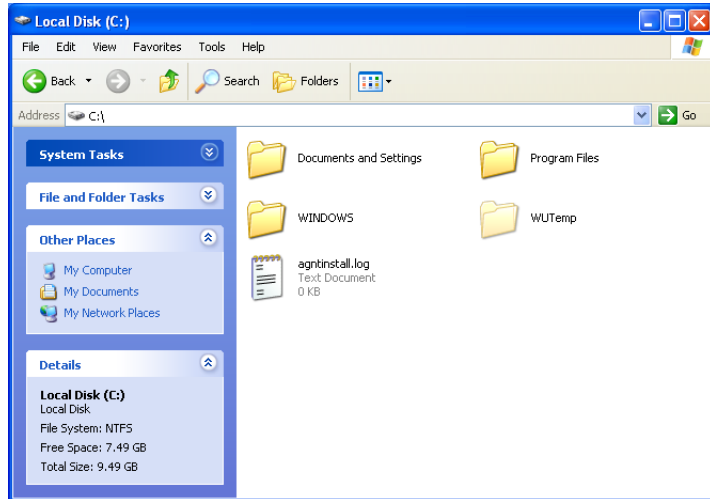 Local Disk (C:)
File Edit View Favorites Tools Help
Back Search Folders
Address C:\ Go
System Tasks
File and Folder Tasks
Other Places
My Computer
My Documents
My Network Places
Details
Local Disk (C:)
Local Disk
File System: NTFS
Free Space: 7.49 GB
Total Size: 9.49 GB
Documents and Settings
Program Files
WINDOWS
WUTemp
agntinstall.log
Text Document
0 KB